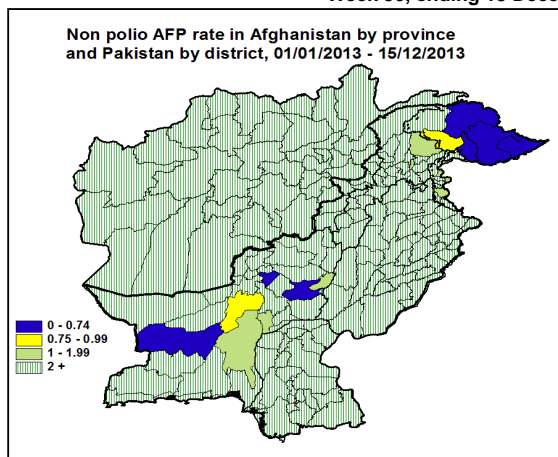 Non polio AFP rate in Afghanistan by province
and Pakistan by district, 01/01/2013 - 15/12/2013
0 - 0.74
0.75 - 0.99
1 - 1.99
2 +